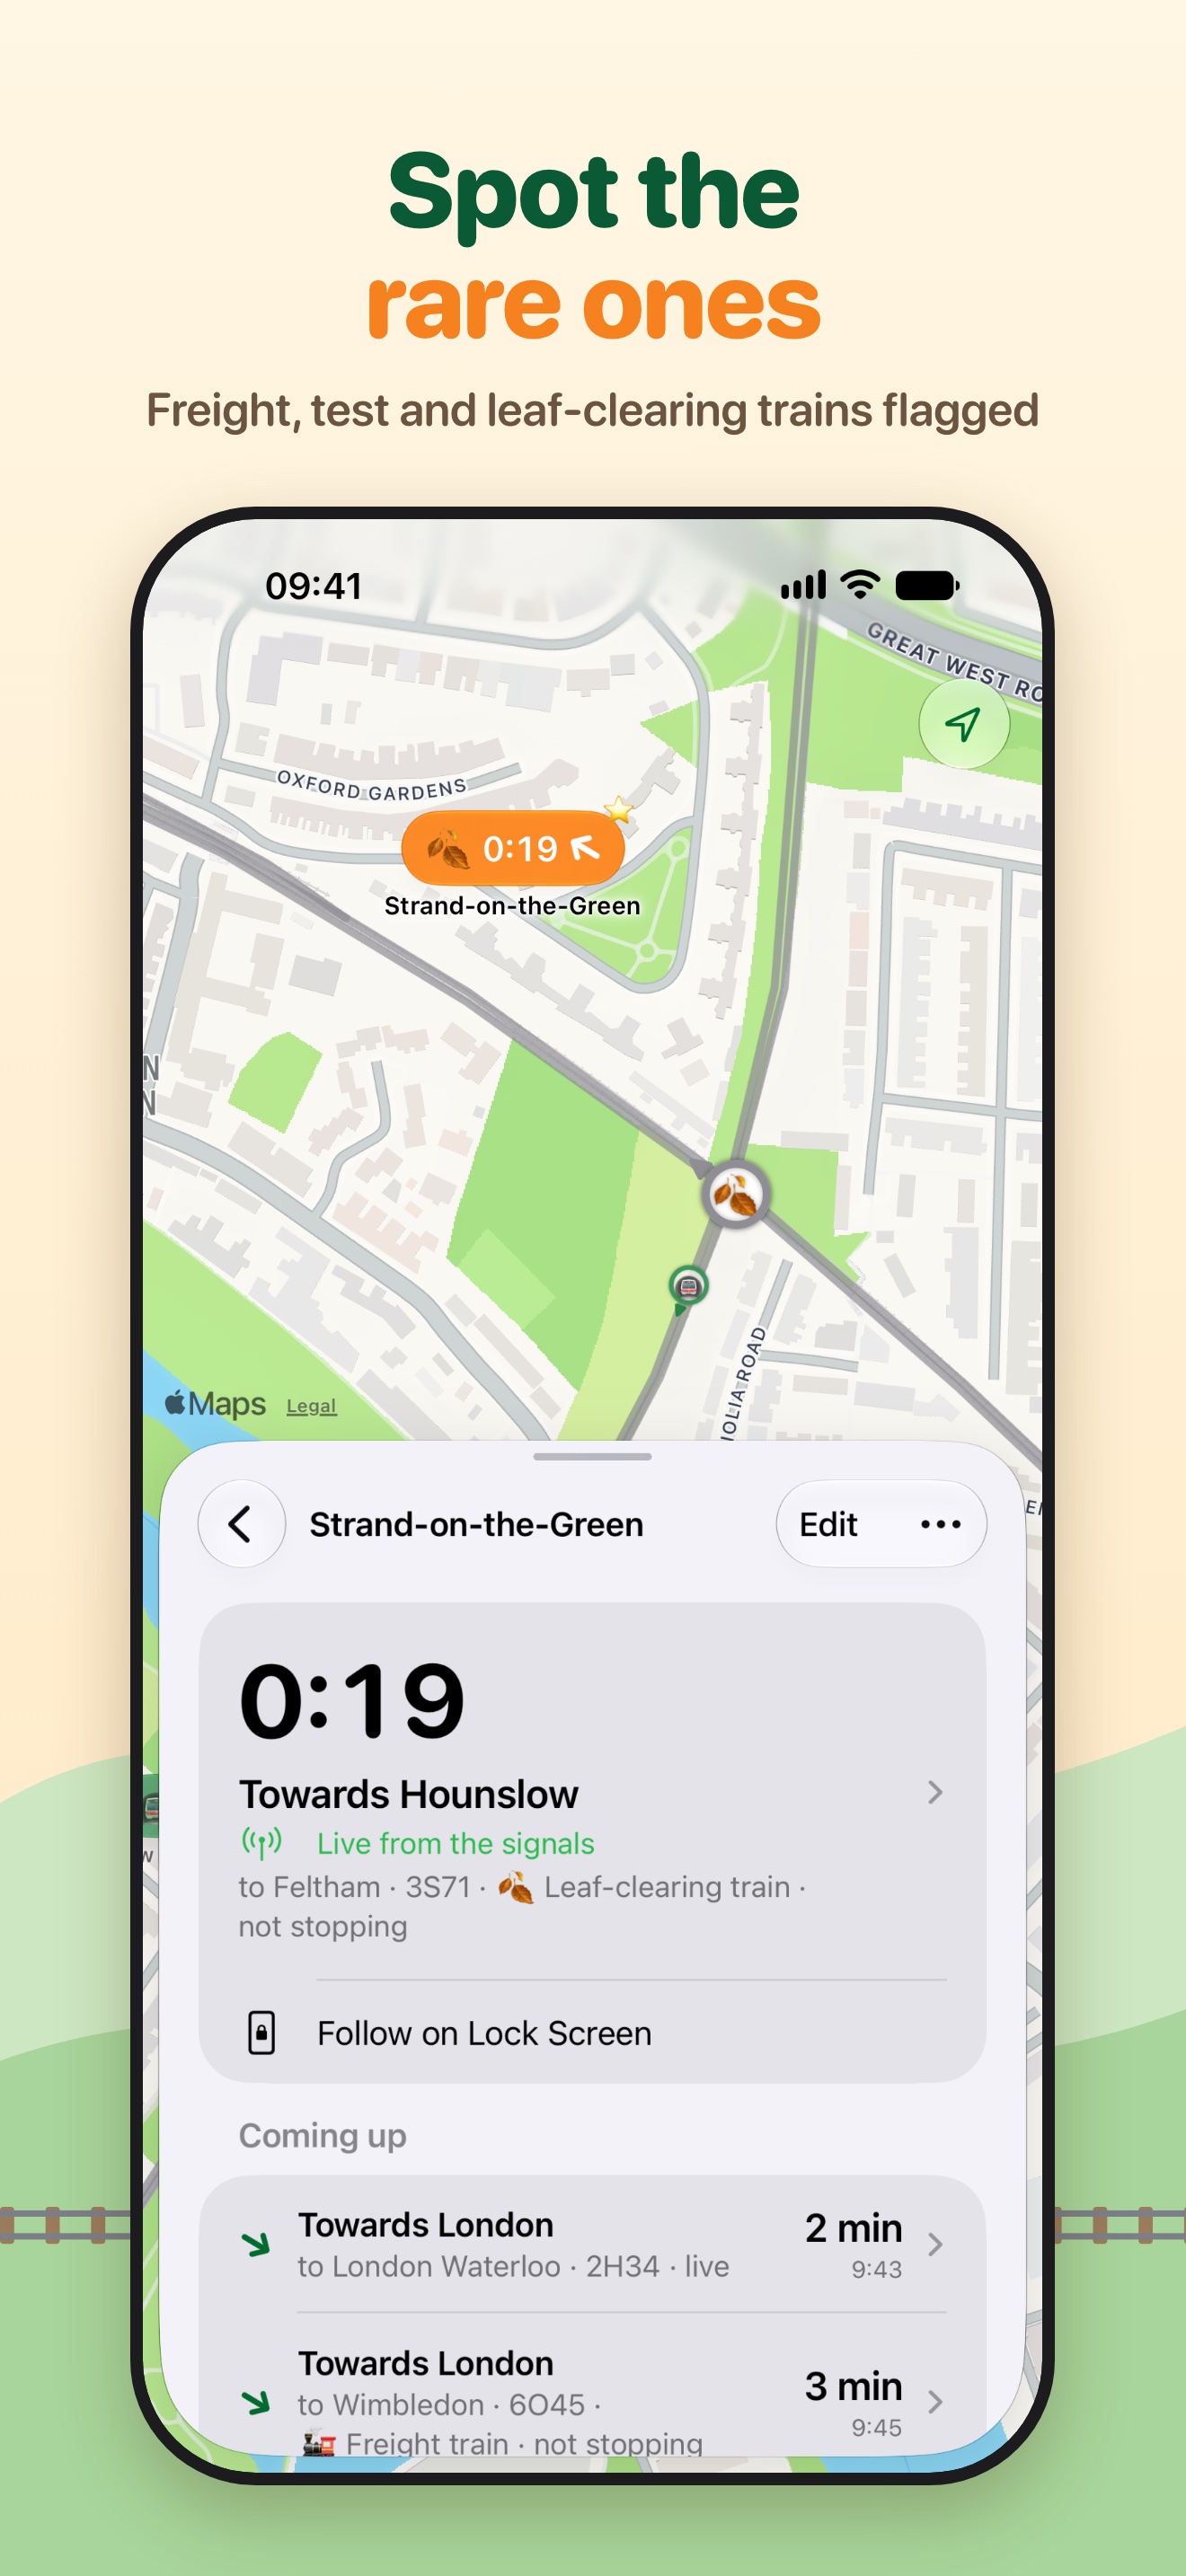 Spot the
rare ones
Freight, test and leaf-clearing trains flagged
09:41
GREAT WEST RO
OXFORD GARDENS
0:19
Strand-on-the-Green
N
N
Maps Legal
Strand-on-the-Green
Edit
0:19
Towards Hounslow
Live from the signals
to Feltham · 3S71 · 🍂 Leaf-clearing train ·
not stopping
Follow on Lock Screen
Coming up
Towards London
2 min
to London Waterloo · 2H34 · live
9:43
Towards London
3 min
to Wimbledon · 6O45 ·
9:45
🚂 Freight train · not stopping